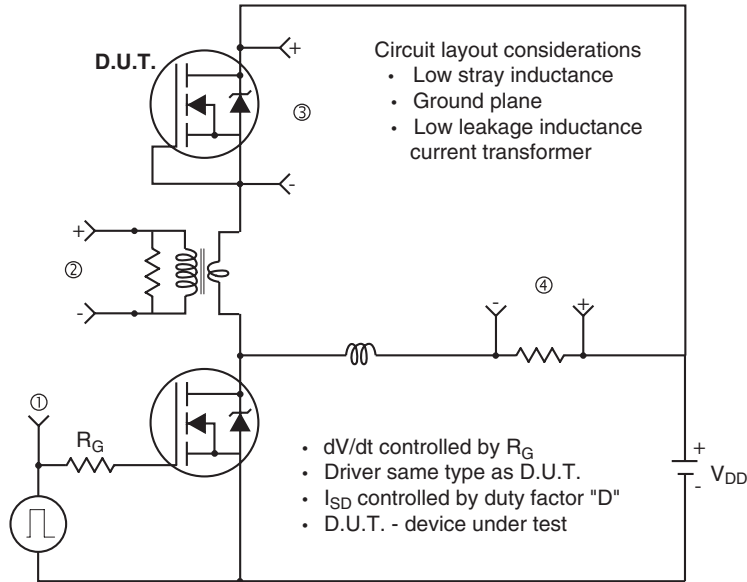 D.U.T.
+
③
-
Circuit layout considerations
• Low stray inductance
• Ground plane
• Low leakage inductance
current transformer
+
②
-
④
-
+
①
R_G
• dV/dt controlled by R_G
• Driver same type as D.U.T.
• I_SD controlled by duty factor "D"
• D.U.T. - device under test
+
V_DD
-